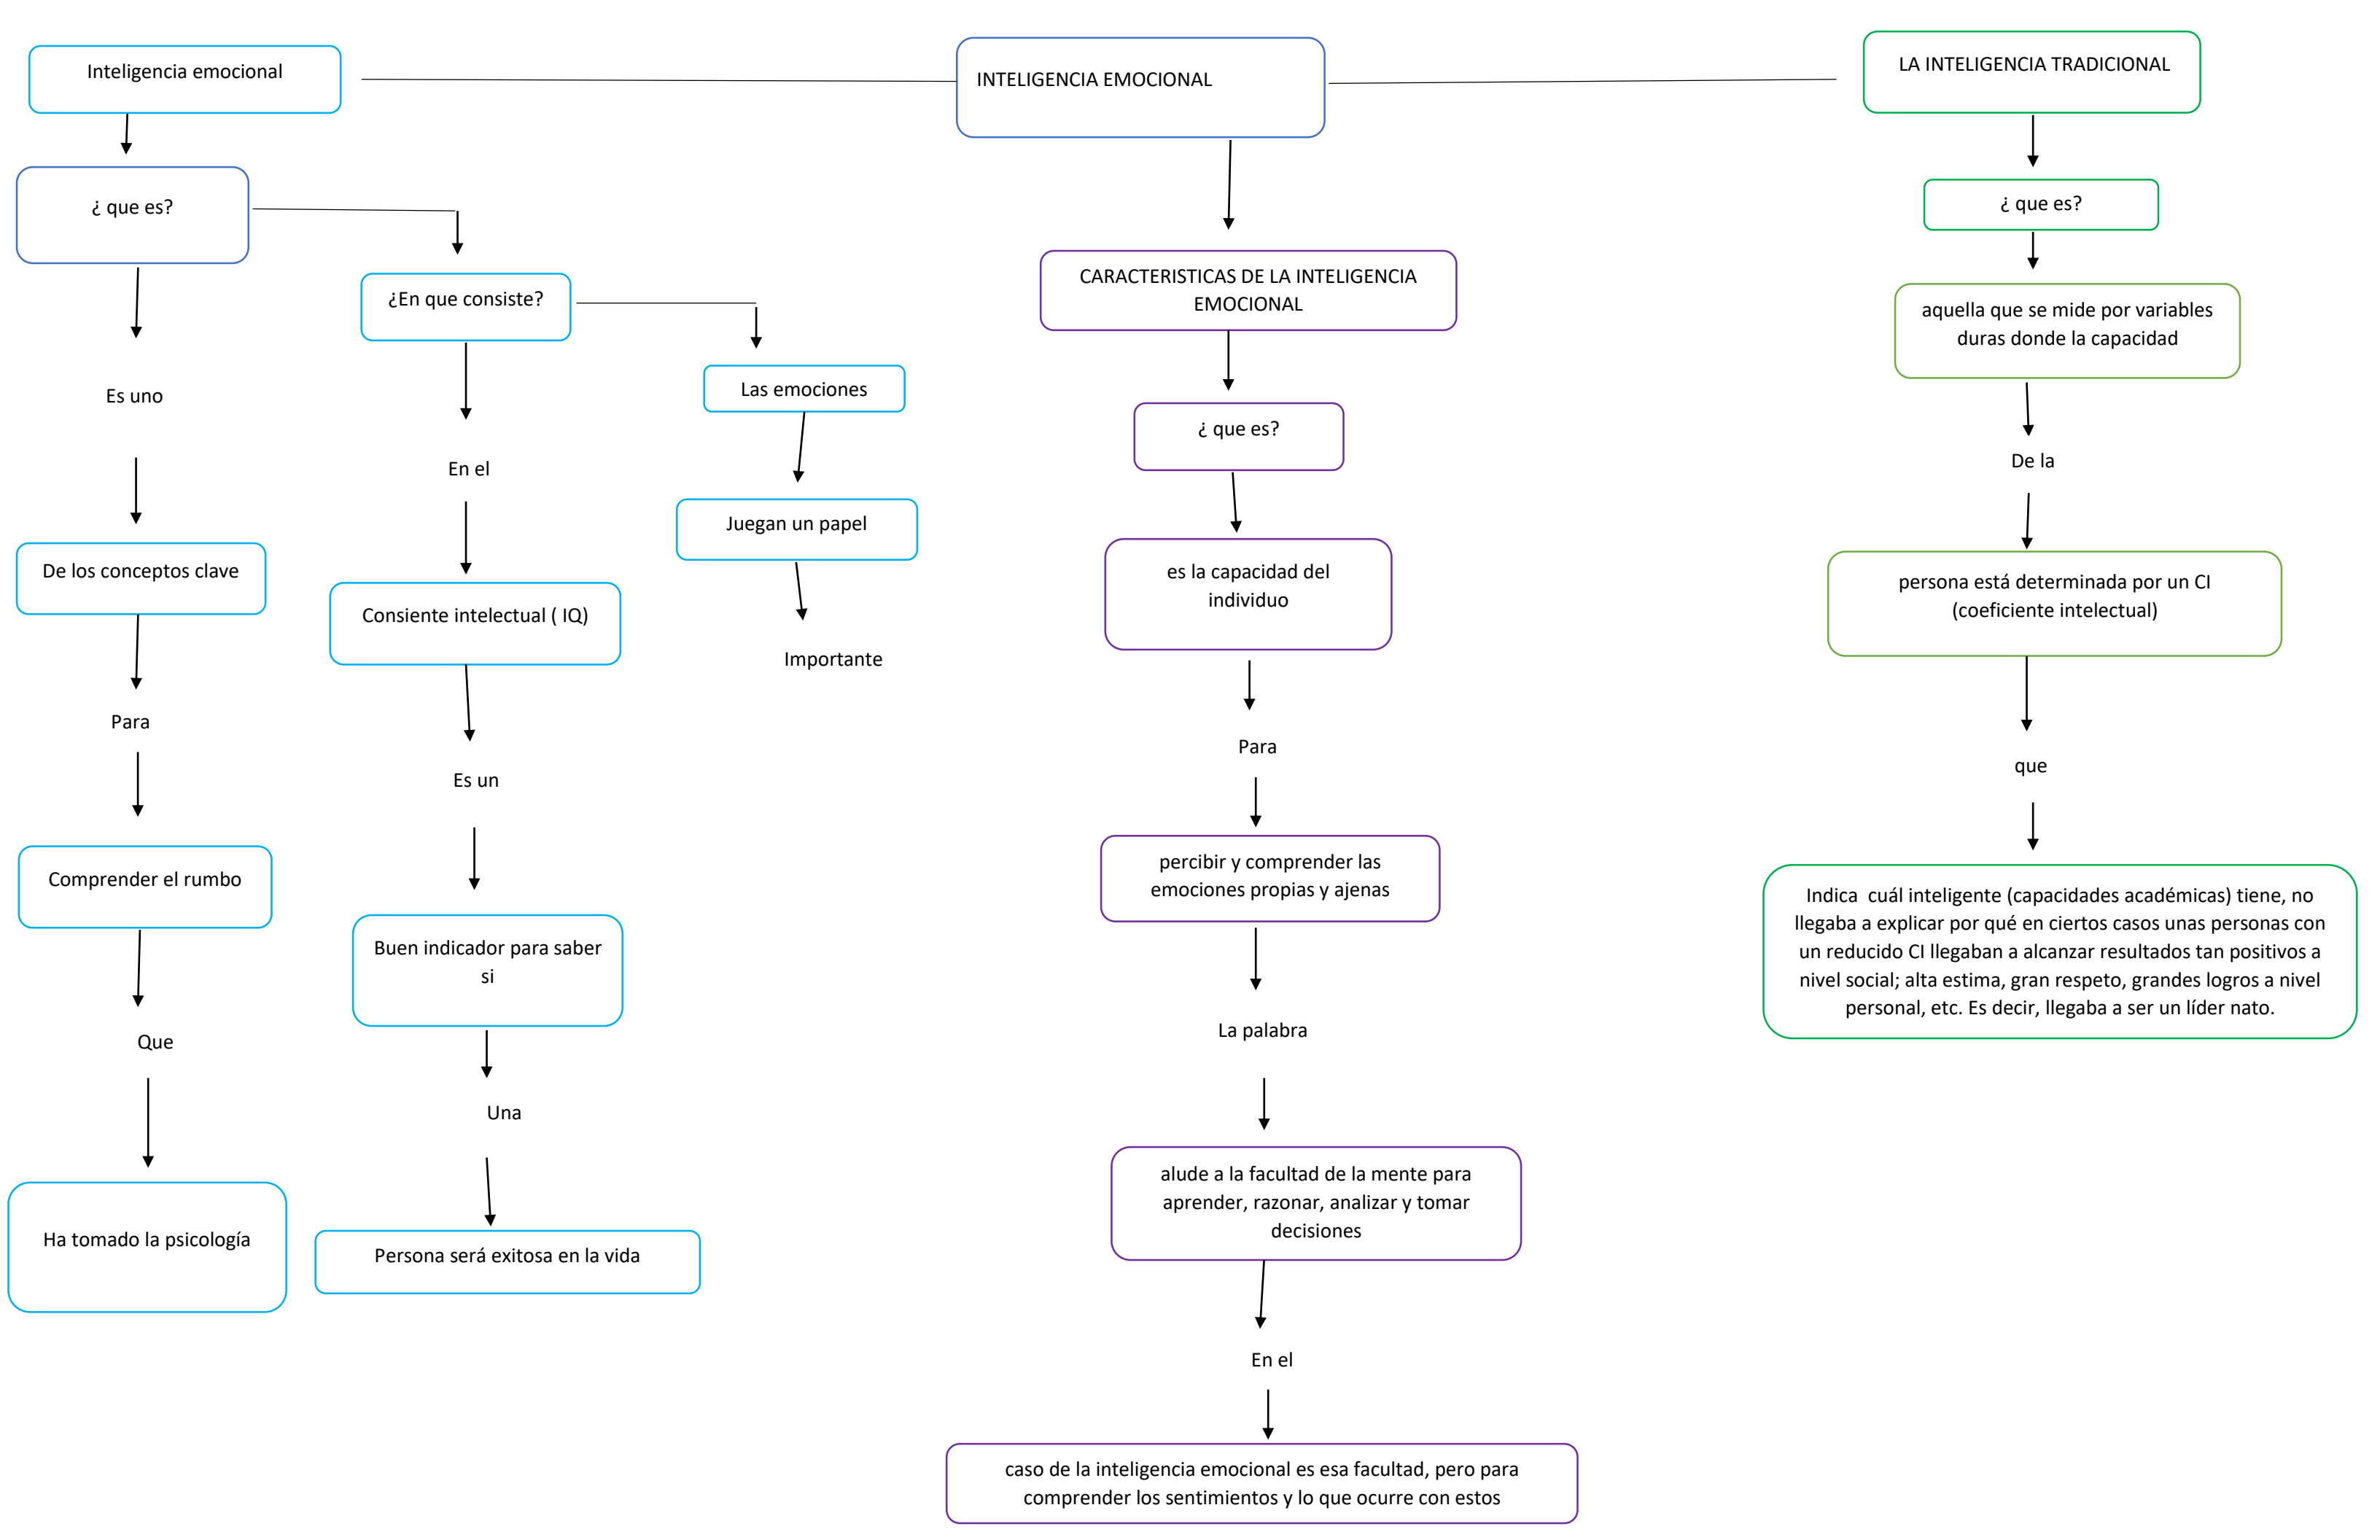 Inteligencia emocional
¿ que es?
Es uno
De los conceptos clave
Para
Comprender el rumbo
Que
Ha tomado la psicología
¿En que consiste?
En el
Consiente intelectual ( IQ)
Es un
Buen indicador para saber
si
Una
Persona será exitosa en la vida
Las emociones
Juegan un papel
Importante
INTELIGENCIA EMOCIONAL
CARACTERISTICAS DE LA INTELIGENCIA
EMOCIONAL
¿ que es?
es la capacidad del
individuo
Para
percibir y comprender las
emociones propias y ajenas
La palabra
alude a la facultad de la mente para
aprender, razonar, analizar y tomar
decisiones
En el
caso de la inteligencia emocional es esa facultad, pero para
comprender los sentimientos y lo que ocurre con estos
LA INTELIGENCIA TRADICIONAL
¿ que es?
aquella que se mide por variables
duras donde la capacidad
De la
persona está determinada por un CI
(coeficiente intelectual)
que
Indica  cuál inteligente (capacidades académicas) tiene, no
llegaba a explicar por qué en ciertos casos unas personas con
un reducido CI llegaban a alcanzar resultados tan positivos a
nivel social; alta estima, gran respeto, grandes logros a nivel
personal, etc. Es decir, llegaba a ser un líder nato.